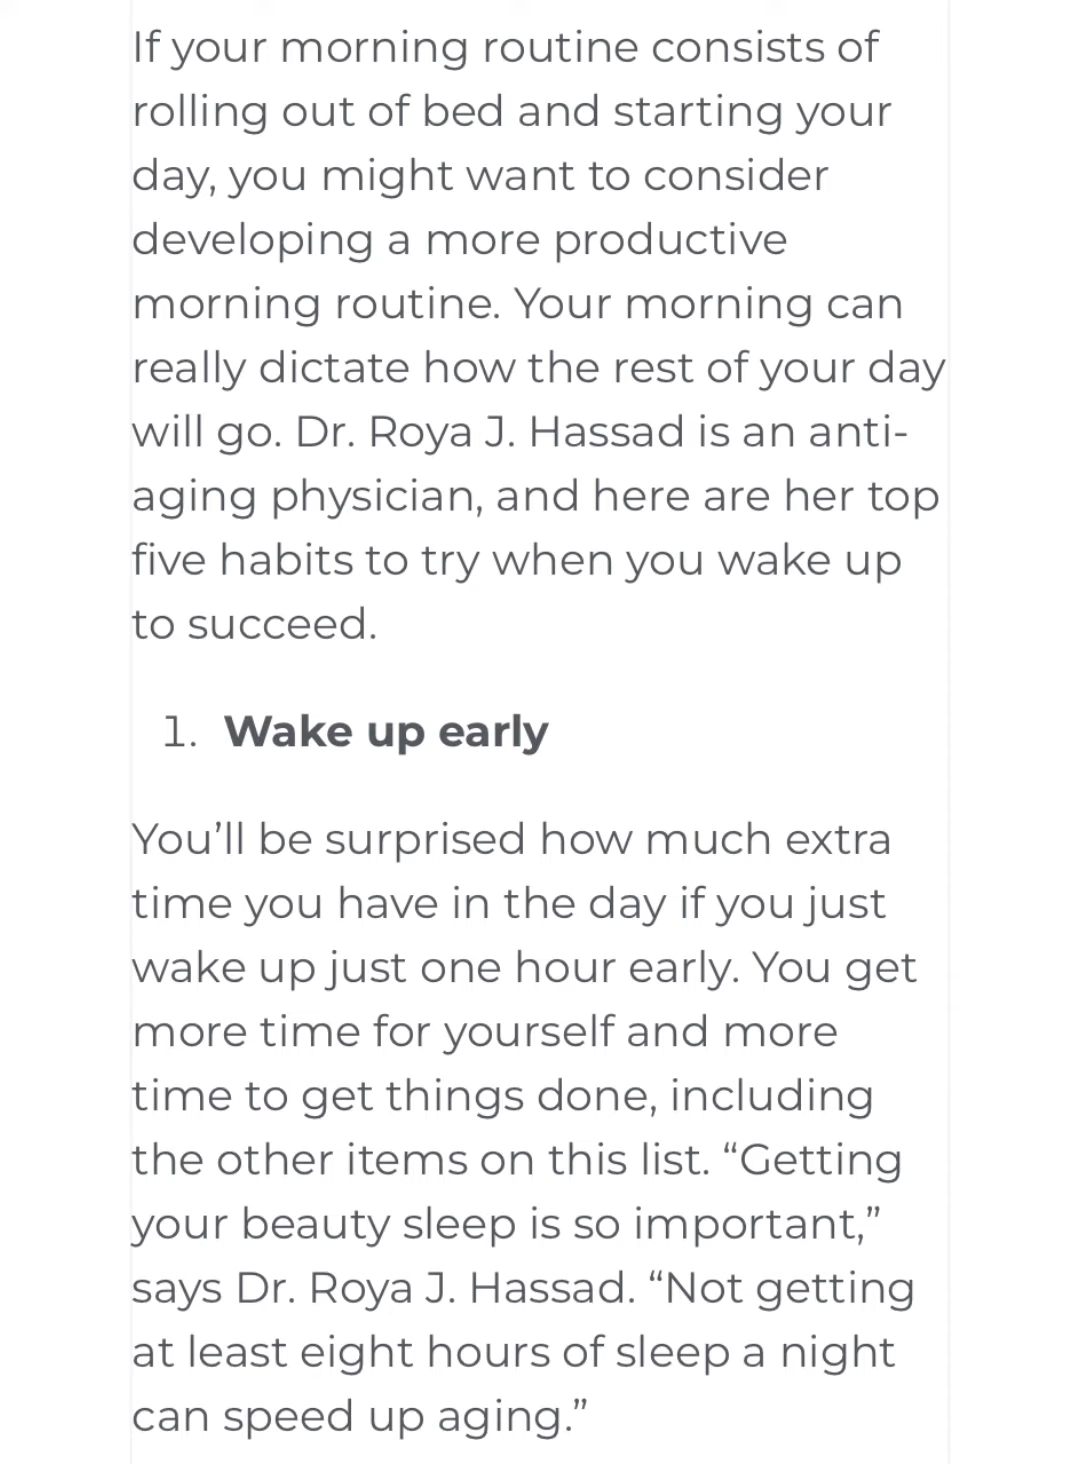 If your morning routine consists of
rolling out of bed and starting your
day, you might want to consider
developing a more productive
morning routine. Your morning can
really dictate how the rest of your day
will go. Dr. Roya J. Hassad is an anti-
aging physician, and here are her top
five habits to try when you wake up
to succeed.
1. Wake up early
You’ll be surprised how much extra
time you have in the day if you just
wake up just one hour early. You get
more time for yourself and more
time to get things done, including
the other items on this list. “Getting
your beauty sleep is so important,”
says Dr. Roya J. Hassad. “Not getting
at least eight hours of sleep a night
can speed up aging.”